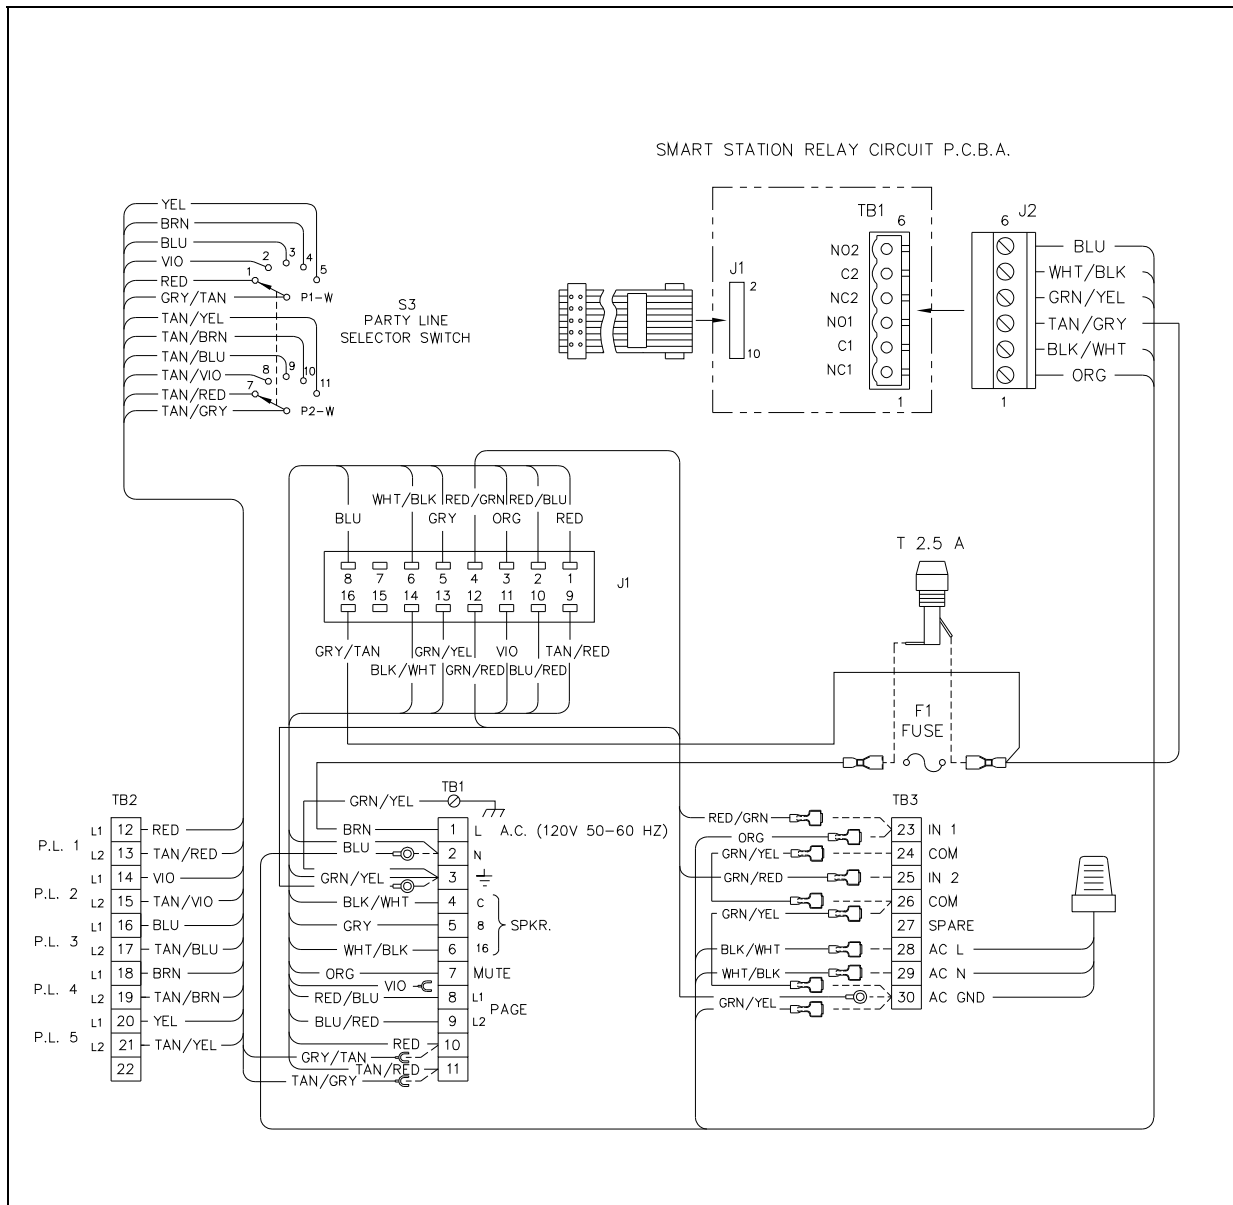 SMART STATION RELAY CIRCUIT P.C.B.A.
YEL
BRN
BLU
VIO
RED
GRY/TAN
TAN/YEL
TAN/BRN
TAN/BLU
TAN/VIO
TAN/RED
TAN/GRY
1
2
3
4
5
P1-W
7
8
9
10
11
P2-W
S3
PARTY LINE
SELECTOR SWITCH
J1
2
10
TB1
6
NO2
C2
NC2
NO1
C1
NC1
1
J2
6
1
BLU
WHT/BLK
GRN/YEL
TAN/GRY
BLK/WHT
ORG
WHT/BLK RED/GRN RED/BLU
BLU GRY ORG RED
8 7 6 5 4 3 2 1
16 15 14 13 12 11 10 9
J1
GRY/TAN GRN/YEL VIO TAN/RED
BLK/WHT GRN/RED BLU/RED
T 2.5 A
F1
FUSE
TB2
P.L. 1
L1 12 RED
L2 13 TAN/RED
P.L. 2
L1 14 VIO
L2 15 TAN/VIO
P.L. 3
L1 16 BLU
L2 17 TAN/BLU
P.L. 4
L1 18 BRN
L2 19 TAN/BRN
P.L. 5
L1 20 YEL
L2 21 TAN/YEL
22
TB1
GRN/YEL
BRN 1 L A.C. (120V 50-60 HZ)
BLU 2 N
GRN/YEL 3
BLK/WHT 4 C
GRY 5 8 SPKR.
WHT/BLK 6 16
ORG 7 MUTE
VIO
RED/BLU 8 L1
PAGE
BLU/RED 9 L2
RED 10
GRY/TAN
TAN/RED 11
TAN/GRY
TB3
RED/GRN
23 IN 1
ORG
GRN/YEL 24 COM
GRN/RED 25 IN 2
26 COM
GRN/YEL
27 SPARE
BLK/WHT 28 AC L
WHT/BLK 29 AC N
30 AC GND
GRN/YEL